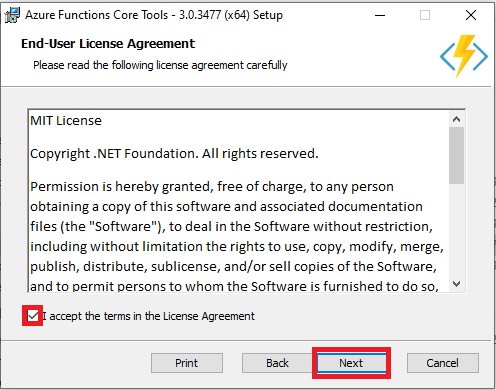 Azure Functions Core Tools - 3.0.3477 (x64) Setup
End-User License Agreement
Please read the following license agreement carefully
MIT License
Copyright .NET Foundation. All rights reserved.
Permission is hereby granted, free of charge, to any person
obtaining a copy of this software and associated documentation
files (the "Software"), to deal in the Software without restriction,
including without limitation the rights to use, copy, modify, merge,
publish, distribute, sublicense, and/or sell copies of the Software,
and to permit persons to whom the Software is furnished to do so,
I accept the terms in the License Agreement
Print
Back
Next
Cancel